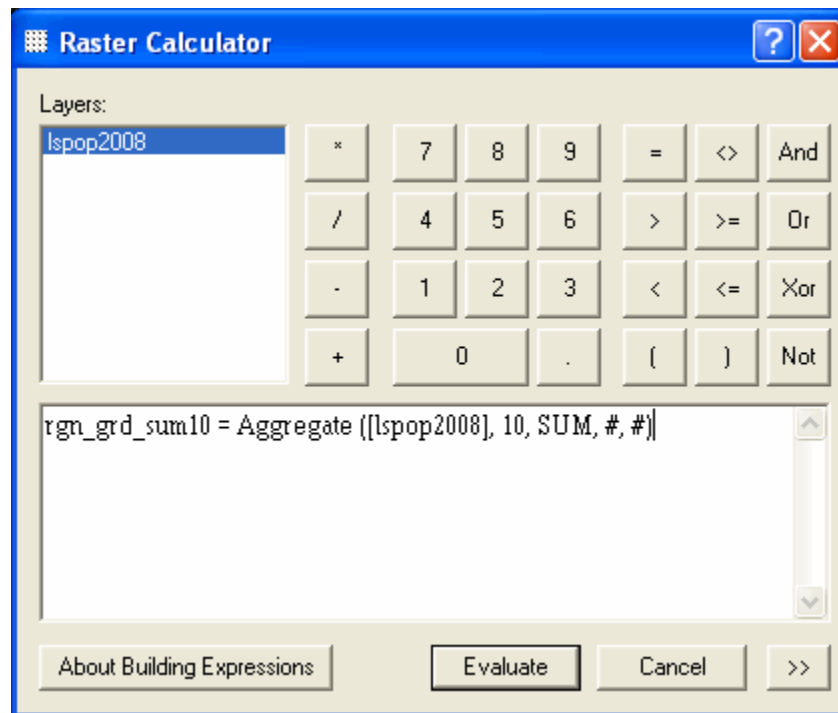 Raster Calculator
?
Layers:
lspop2008
* 7 8 9 = <> And
/ 4 5 6 > >= Or
- 1 2 3 < <= Xor
+ 0 . ( ) Not
rgn_grd_sum10 = Aggregate ([lspop2008], 10, SUM, #, #)
About Building Expressions Evaluate Cancel >>